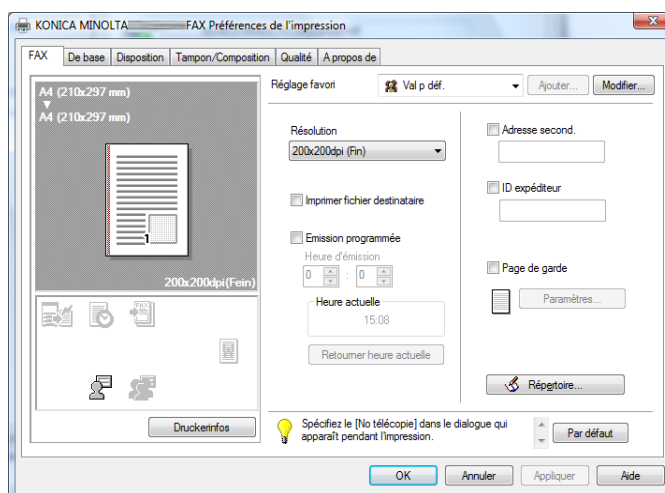 KONICA MINOLTA FAX Préférences de l'impression
FAX De base Disposition Tampon/Composition Qualité A propos de
A4 (210x297 mm)
A4 (210x297 mm)
1
200x200dpi(Fein)
Druckerinfos
Réglage favori Val p déf. Ajouter... Modifier...
Résolution
200x200dpi (Fin)
Imprimer fichier destinataire
Emission programmée
Heure d'émission
0 : 0
Heure actuelle
15:08
Retourner heure actuelle
Adresse second.
ID expéditeur
Page de garde
Paramètres...
Répertoire...
Spécifiez le [No télécopie] dans le dialogue qui
apparaît pendant l'impression.
Par défaut
OK Annuler Appliquer Aide